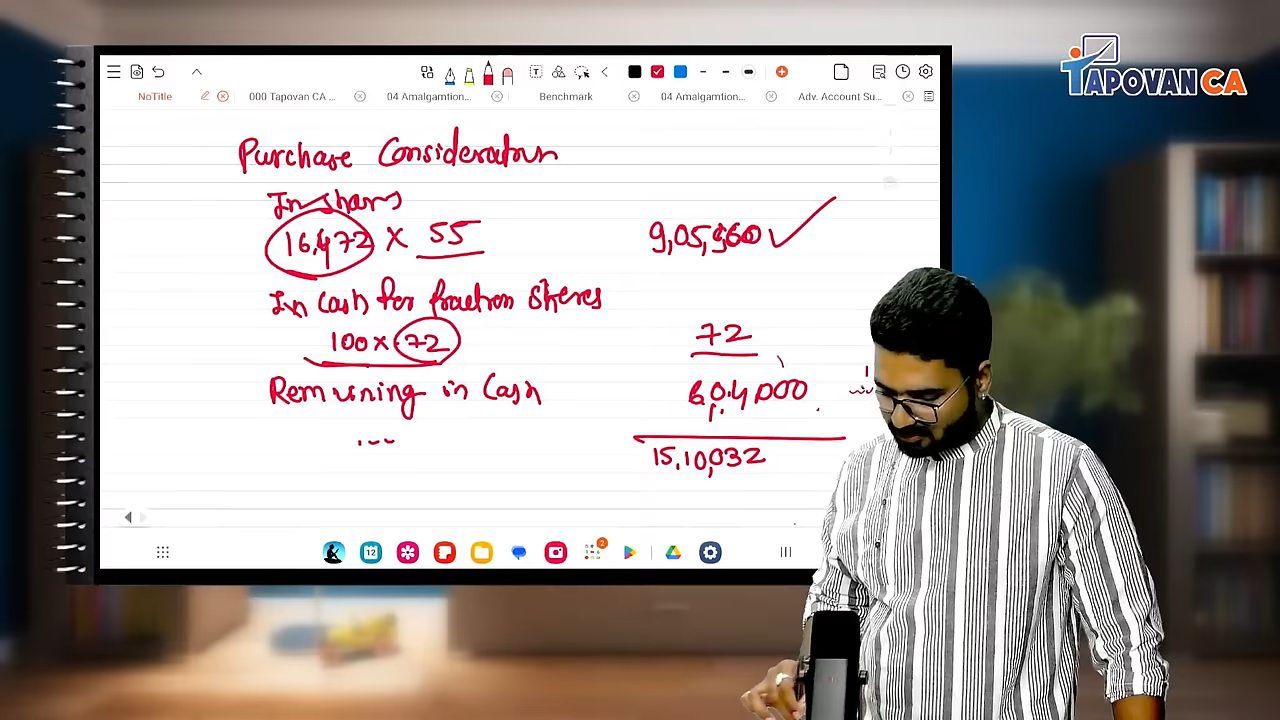 TAPOVAN CA
NoTitle
000 Tapovan CA ...
04 Amalgamtion...
Benchmark
04 Amalgamtion...
Adv. Account Su...
Purchase Consideration
In shares
16,472 × 55 9,05,960
In Cash for fraction shares
100 × .72 72
Remaining in Cash 6,04,000
15,10,032
12
2